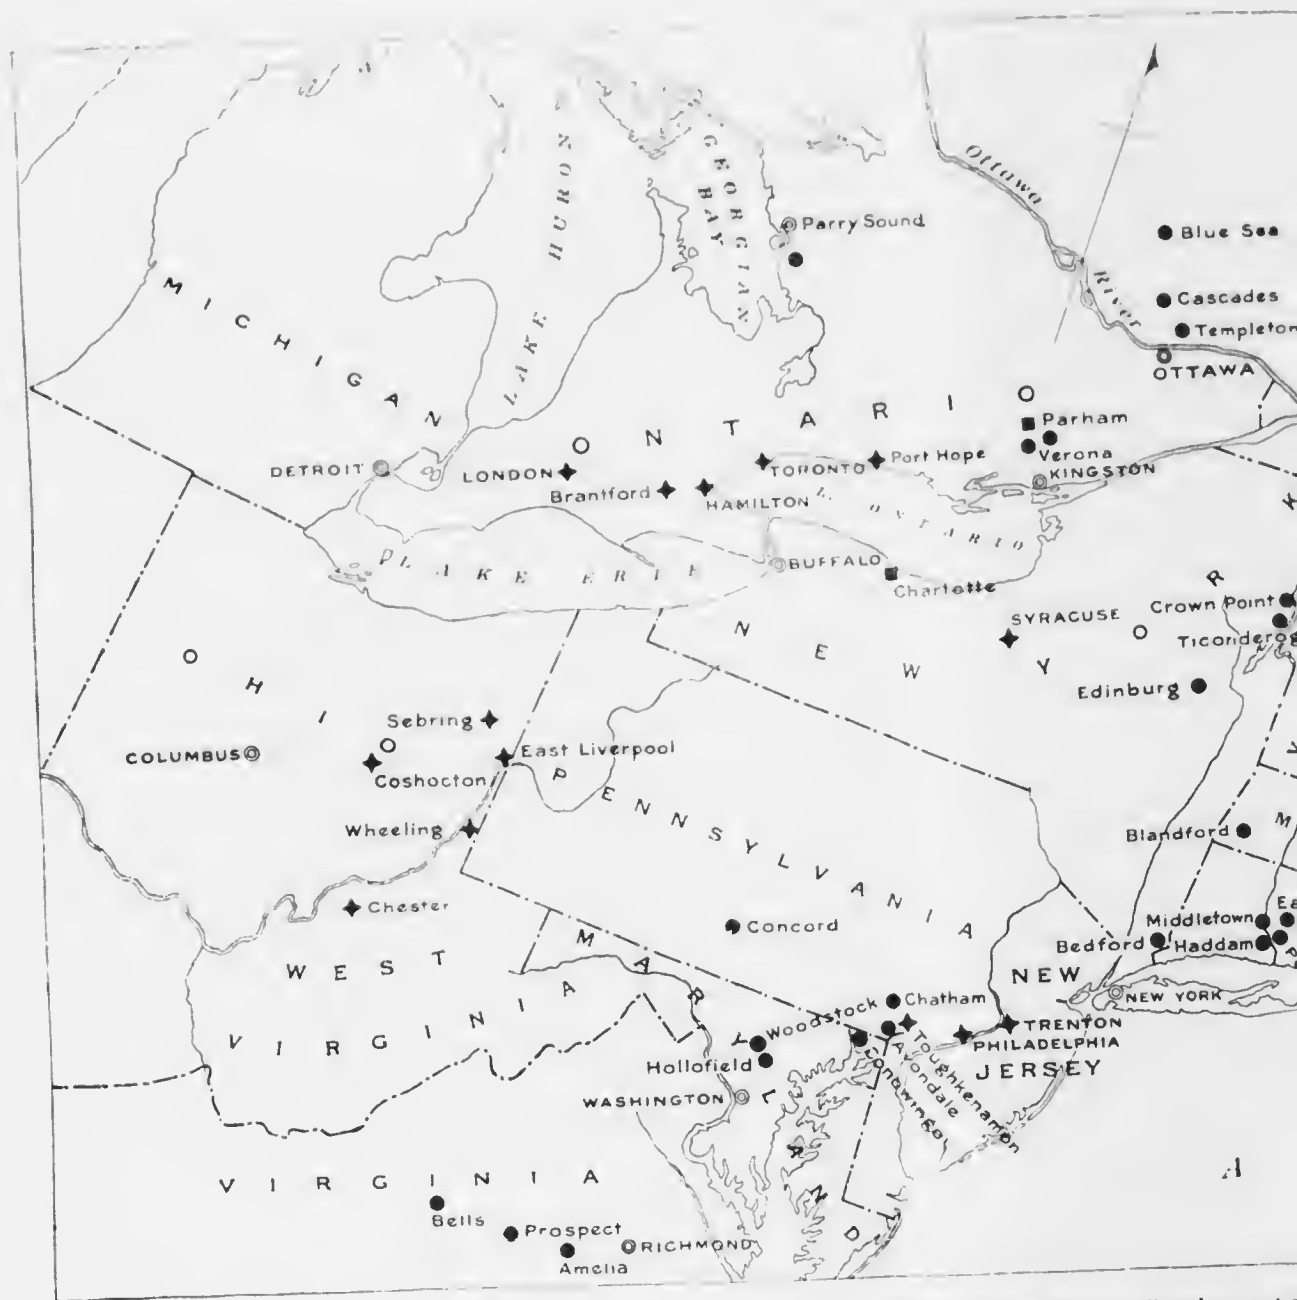 Ottawa
River
GEORGIAN
BAY
LAKE HURON
Parry Sound
Blue Sea
Cascades
Templeton
OTTAWA
MICHIGAN
ONTARIO
Parham
Verona
KINGSTON
DETROIT
LONDON
Brantford
HAMILTON
TORONTO
Port Hope
L. ONTARIO
LAKE ERIE
BUFFALO
Charlotte
SYRACUSE
NEW Y
R
K
Crown Point
Ticonderog
Edinburg
OHIO
Sebring
COLUMBUS
Coshocton
East Liverpool
Wheeling
Chester
PENNSYLVANIA
Concord
Blandford
M
V
Middletown
Ea
Bedford
Haddam
NEW
JERSEY
NEW YORK
WEST
VIRGINIA
MARYLAND
Woodstock
Chatham
Hollofield
TRENTON
PHILADELPHIA
Toughkenamon
Avondale
Conowingo
WASHINGTON
VIRGINIA
Bells
Prospect
Amelia
RICHMOND
A